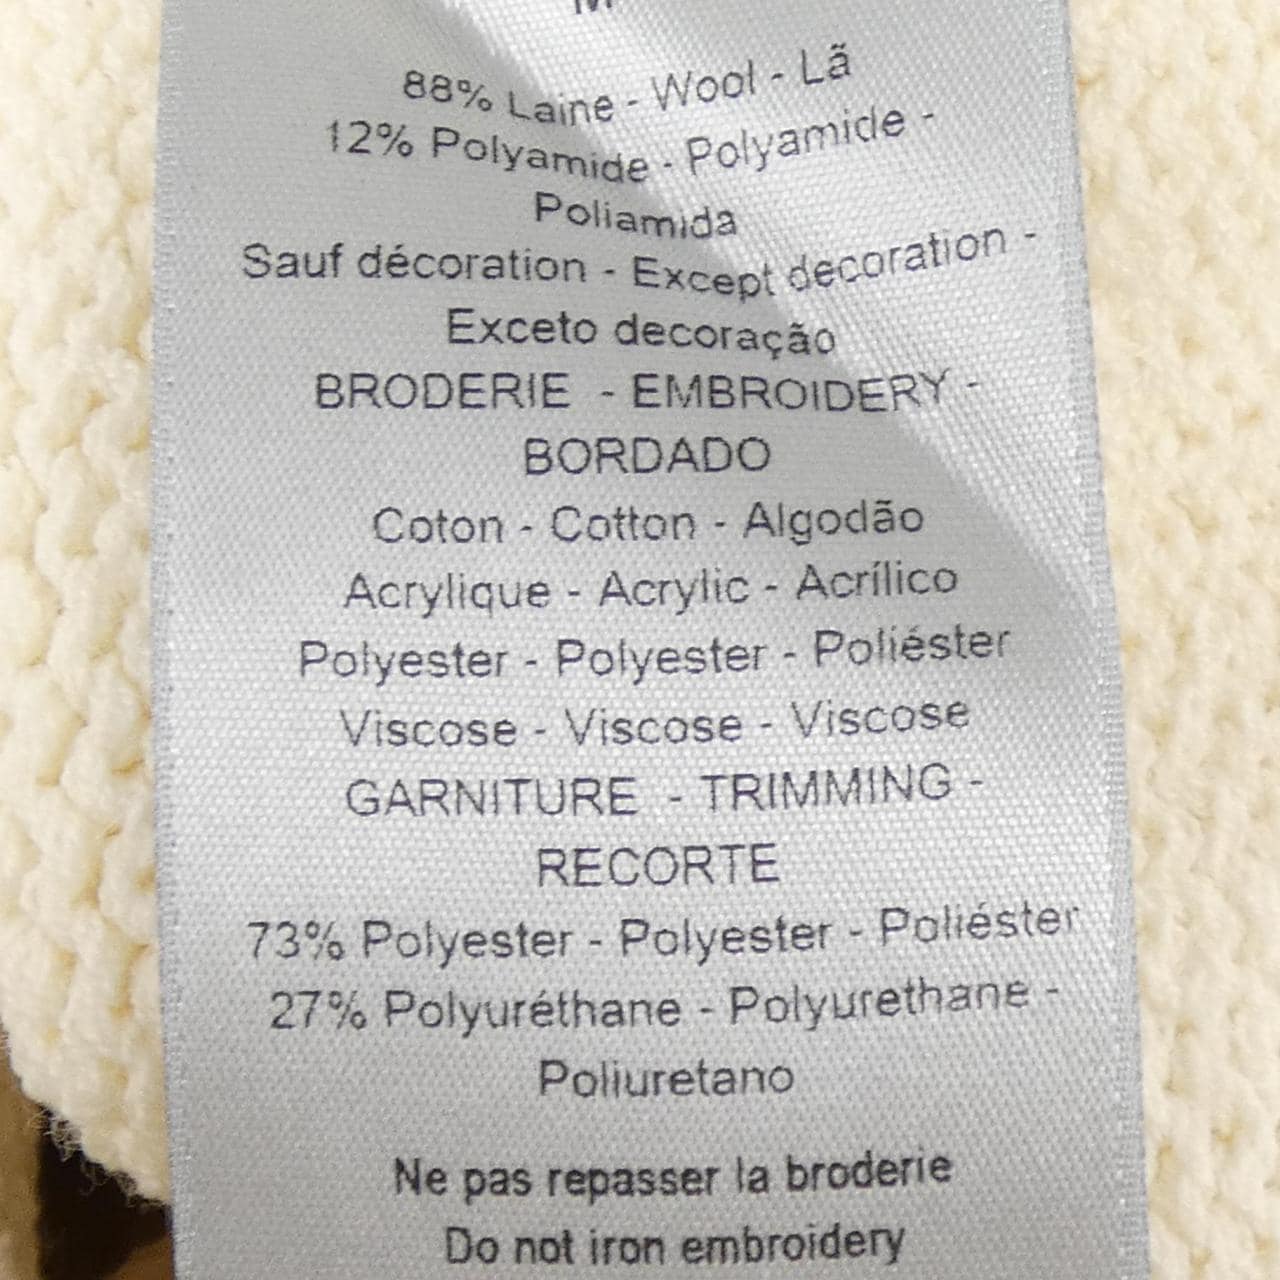 M
88% Laine - Wool - Lã
12% Polyamide - Polyamide -
Poliamida
Sauf décoration - Except decoration -
Exceto decoração
BRODERIE - EMBROIDERY -
BORDADO
Coton - Cotton - Algodão
Acrylique - Acrylic - Acrílico
Polyester - Polyester - Poliéster
Viscose - Viscose - Viscose
GARNITURE - TRIMMING -
RECORTE
73% Polyester - Polyester - Poliéster
27% Polyuréthane - Polyurethane -
Poliuretano
Ne pas repasser la broderie
Do not iron embroidery